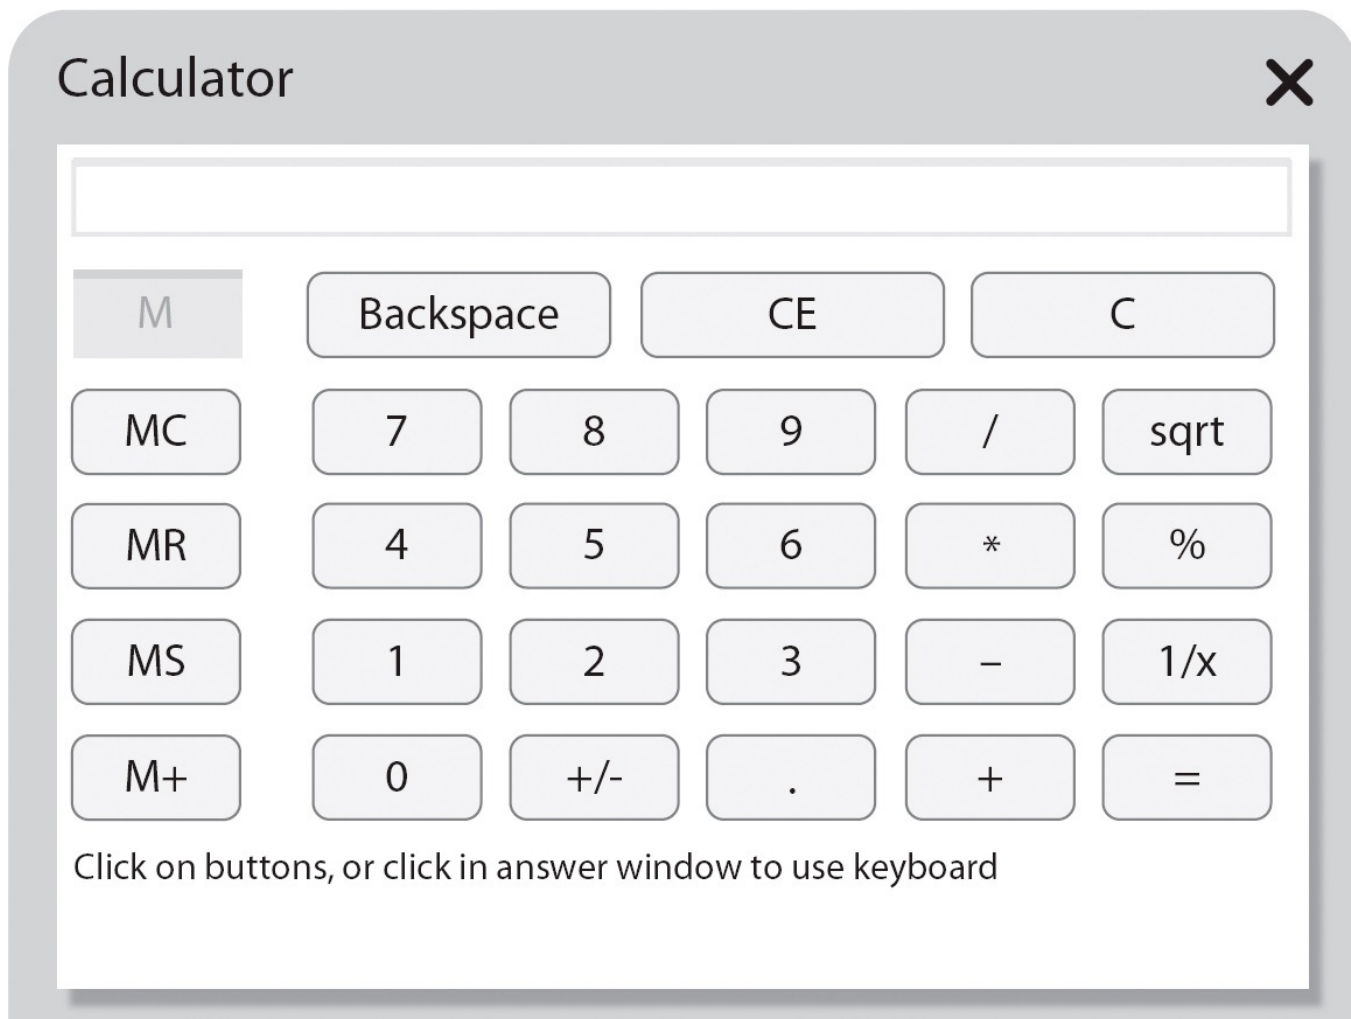 Calculator
M Backspace CE C
MC 7 8 9 / sqrt
MR 4 5 6 * %
MS 1 2 3 – 1/x
M+ 0 +/- . + =
Click on buttons, or click in answer window to use keyboard